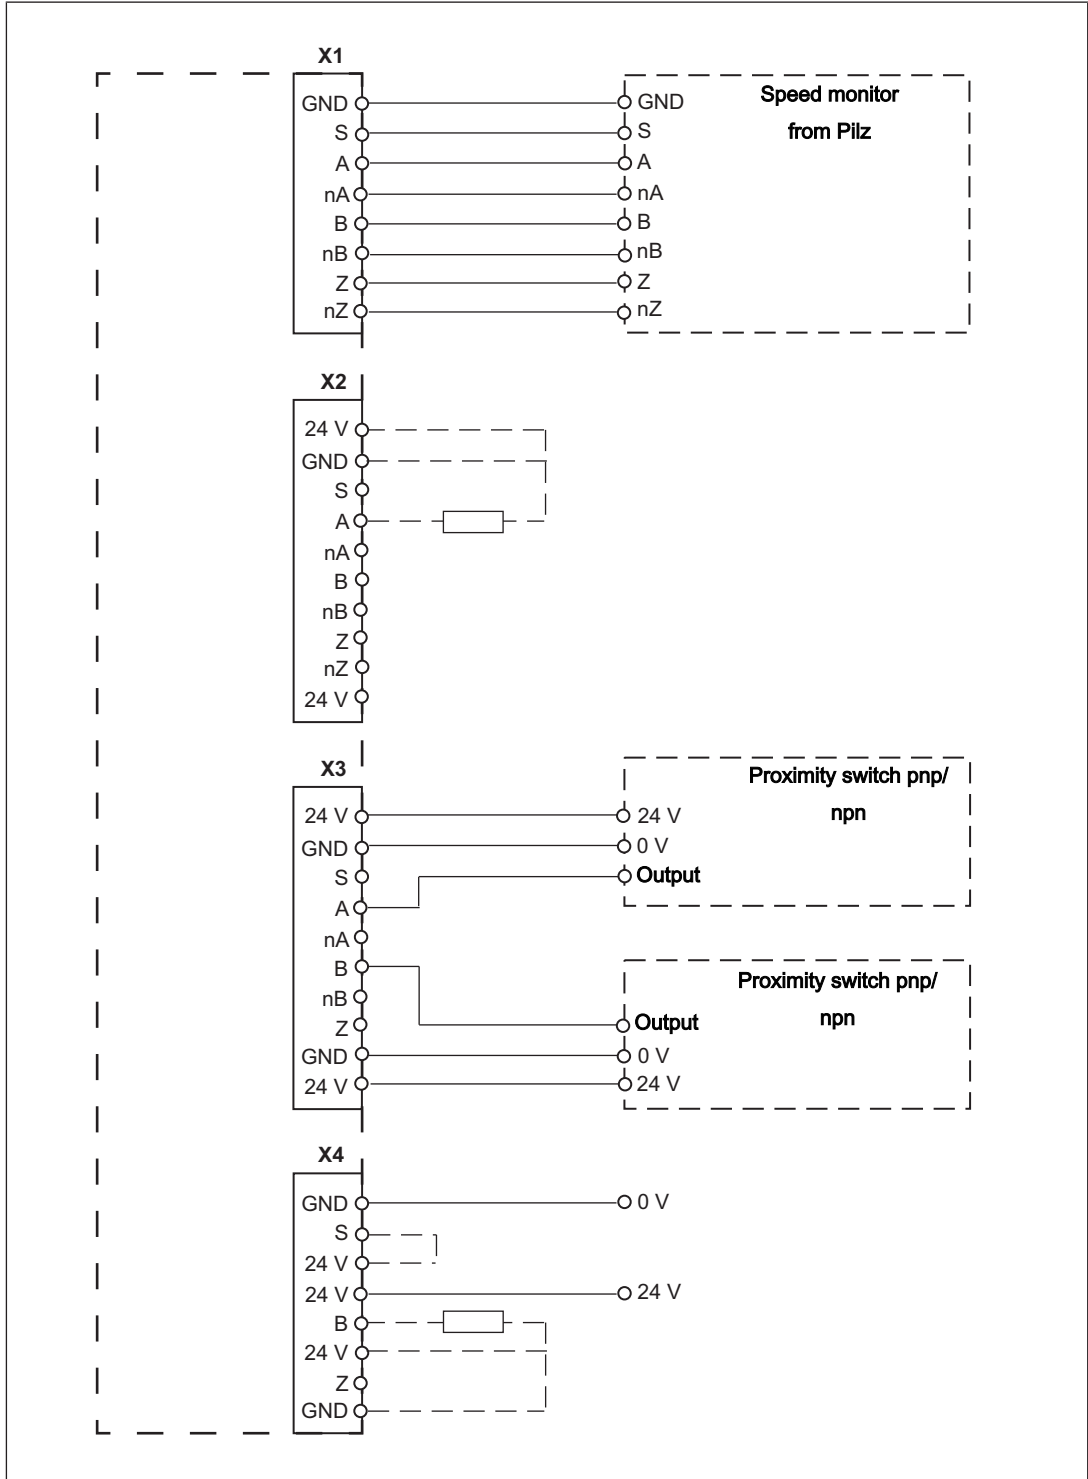 X1
GND
S
A
nA
B
nB
Z
nZ
GND
S
A
nA
B
nB
Z
nZ
Speed monitor
from Pilz
X2
24 V
GND
S
A
nA
B
nB
Z
nZ
24 V
X3
24 V
GND
S
A
nA
B
nB
Z
GND
24 V
24 V
0 V
Output
Proximity switch pnp/
npn
Output
0 V
24 V
Proximity switch pnp/
npn
X4
GND
S
24 V
24 V
B
24 V
Z
GND
0 V
24 V